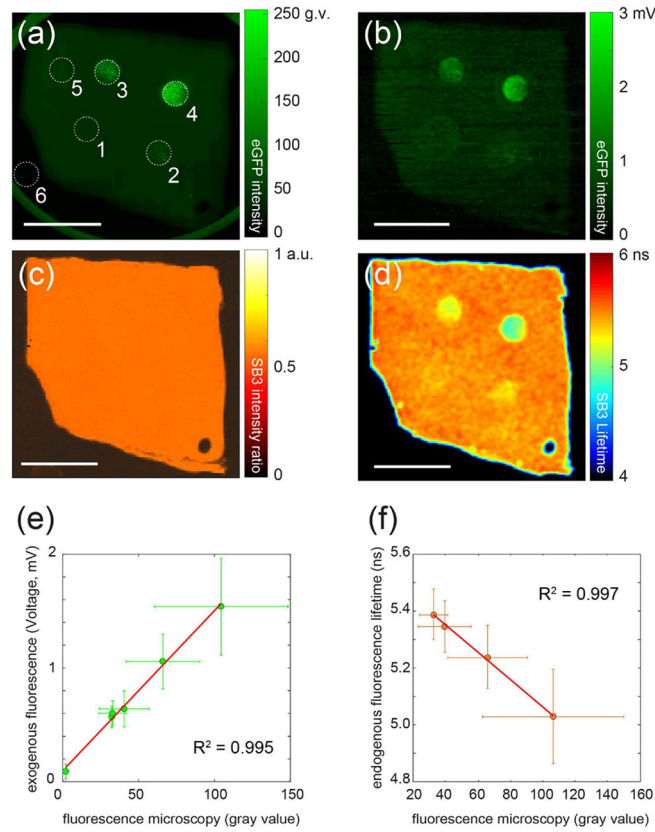 (a)
5
3
4
1
2
6
250 g.v.
200
150
100
50
0
eGFP intensity
(b)
3 mV
2
1
0
eGFP intensity
(c)
1 a.u.
0.5
0
SB3 intensity ratio
(d)
6 ns
5
4
SB3 Lifetime
(e)
exogenous fluorescence (Voltage, mV)
2
1
0
R² = 0.995
0
50
100
150
fluorescence microscopy (gray value)
(f)
endogenous fluorescence lifetime (ns)
5.6
5.4
5.2
5.0
4.8
R² = 0.997
20
40
60
80
100
120
140
160
fluorescence microscopy (gray value)